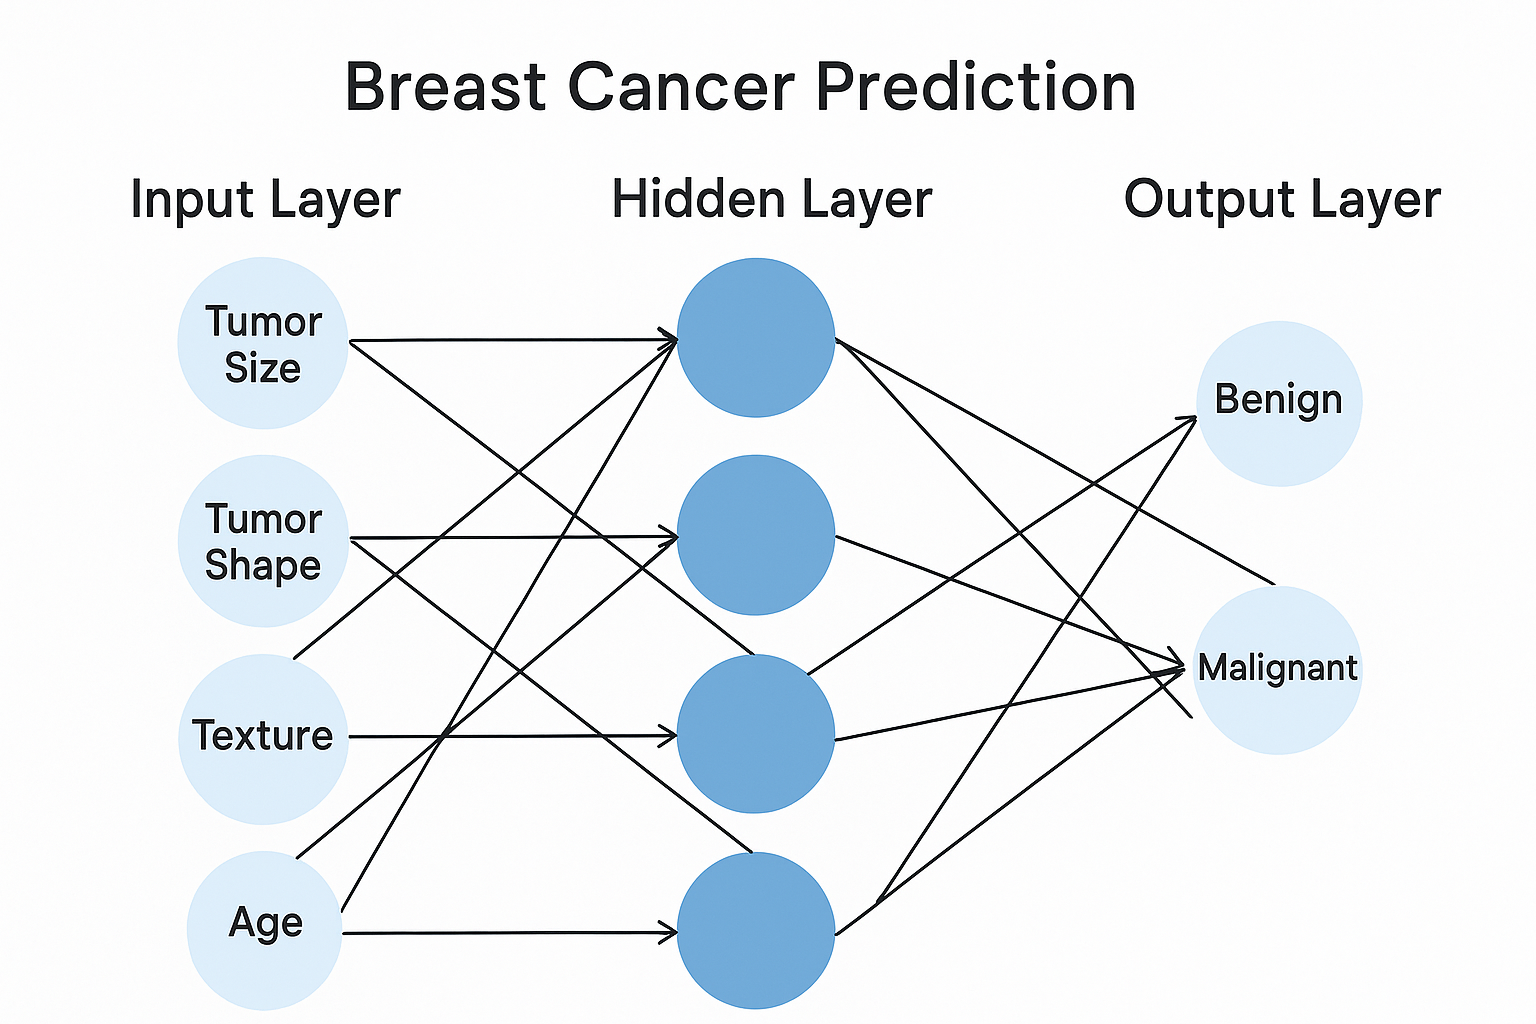 Breast Cancer Prediction
Input Layer
Hidden Layer
Output Layer
Tumor
Size
Tumor
Shape
Texture
Age
Benign
Malignant